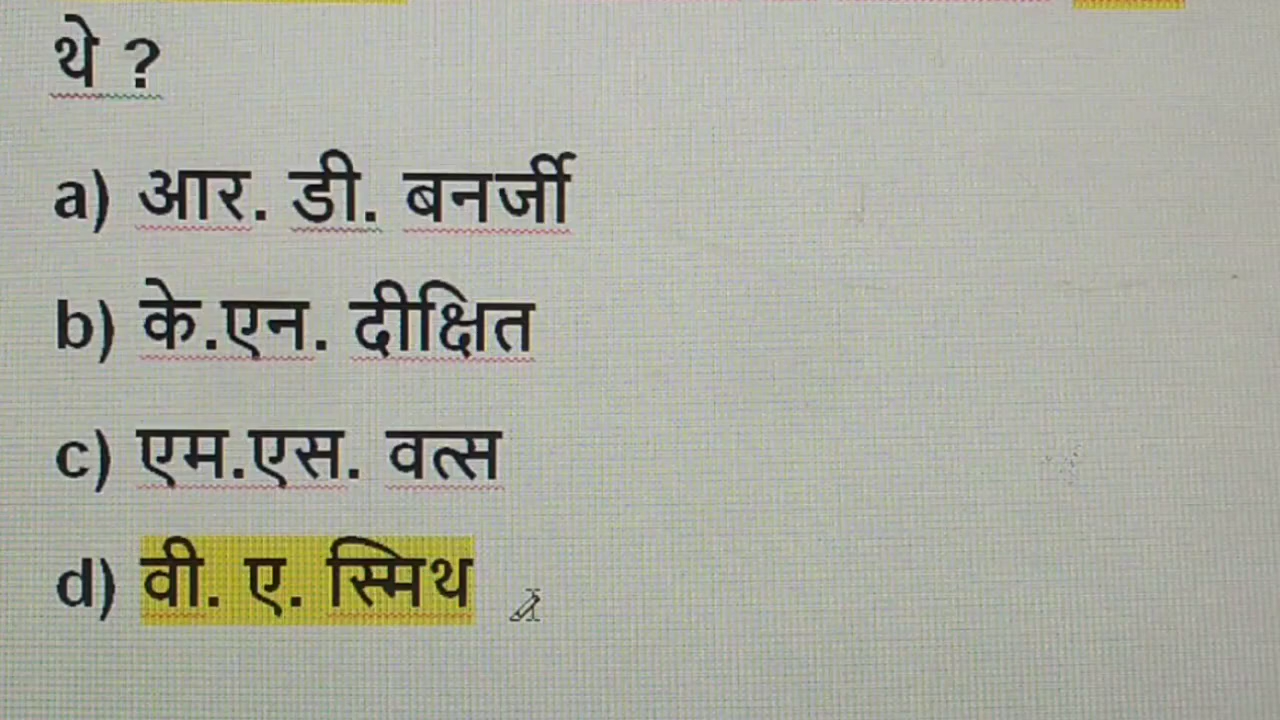 थे ?
a) आर. डी. बनर्जी
b) के.एन. दीक्षित
c) एम.एस. वत्स
d) वी. ए. स्मिथ